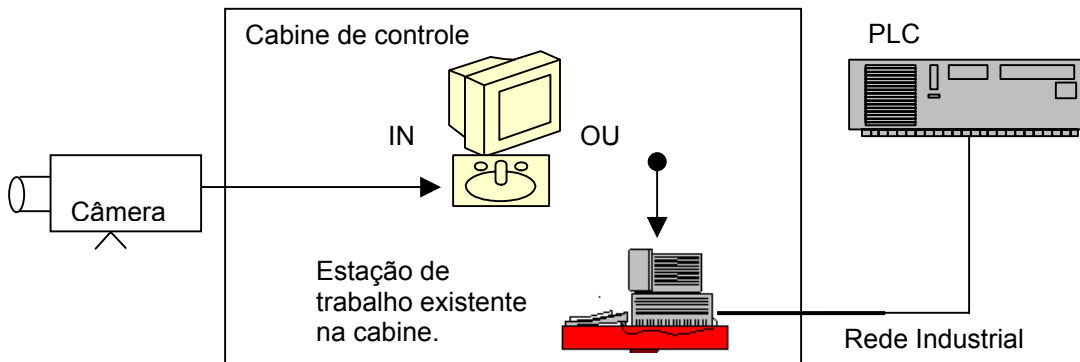 Cabine de controle
PLC
IN
OU
Câmera
Estação de
trabalho existente
na cabine.
Rede Industrial